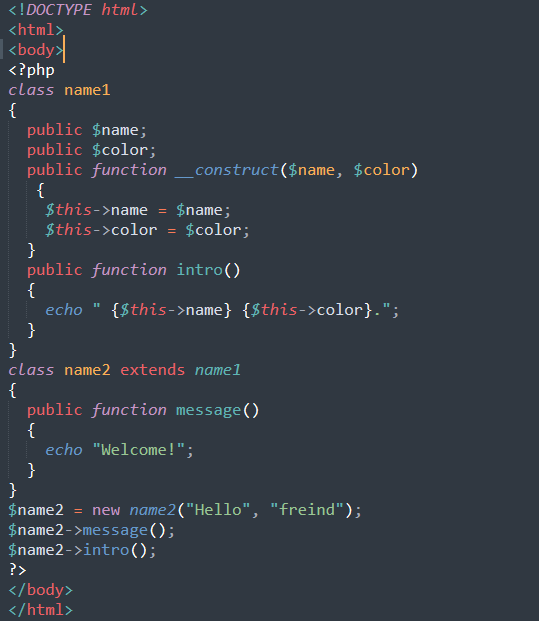 <!DOCTYPE html>
<html>
<body>
<?php
class name1
{
  public $name;
  public $color;
  public function __construct($name, $color)
   {
    $this->name = $name;
    $this->color = $color;
  }
  public function intro()
  {
    echo " {$this->name} {$this->color}.";
  }
}
class name2 extends name1
{
  public function message()
  {
    echo "Welcome!";
  }
}
$name2 = new name2("Hello", "freind");
$name2->message();
$name2->intro();
?>
</body>
</html>